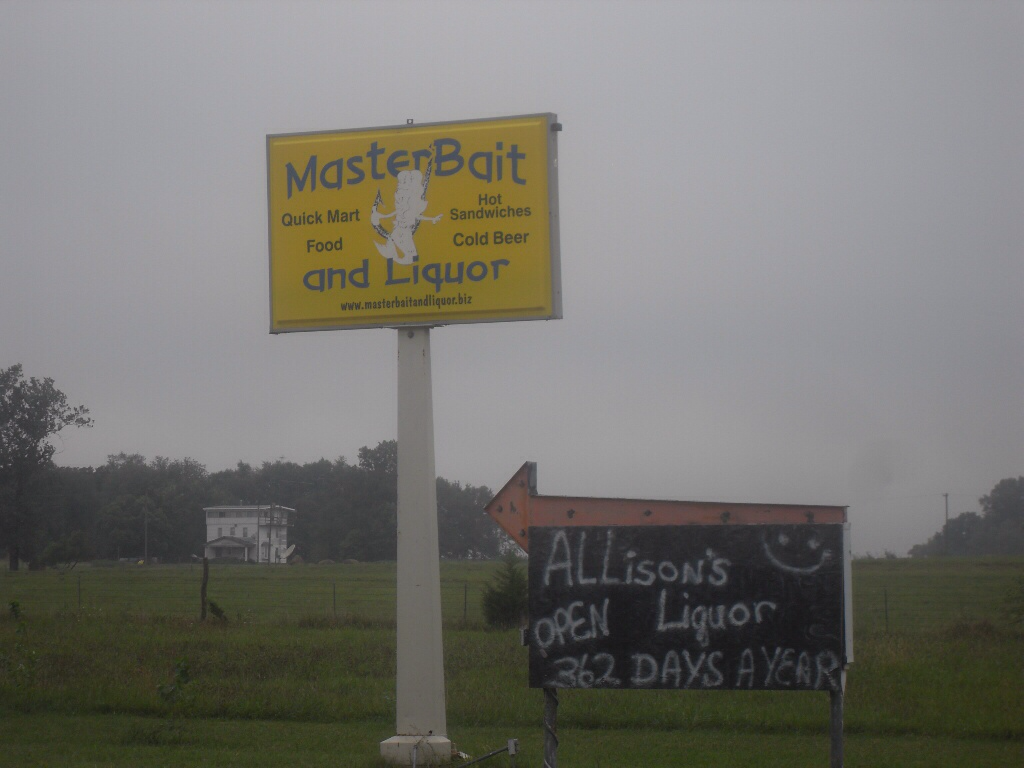 MasterBait
Quick Mart
Food
Hot
Sandwiches
Cold Beer
and Liquor
www.masterbaitandliquor.biz
ALLison's
OPEN Liquor
362 DAYS A YEAR